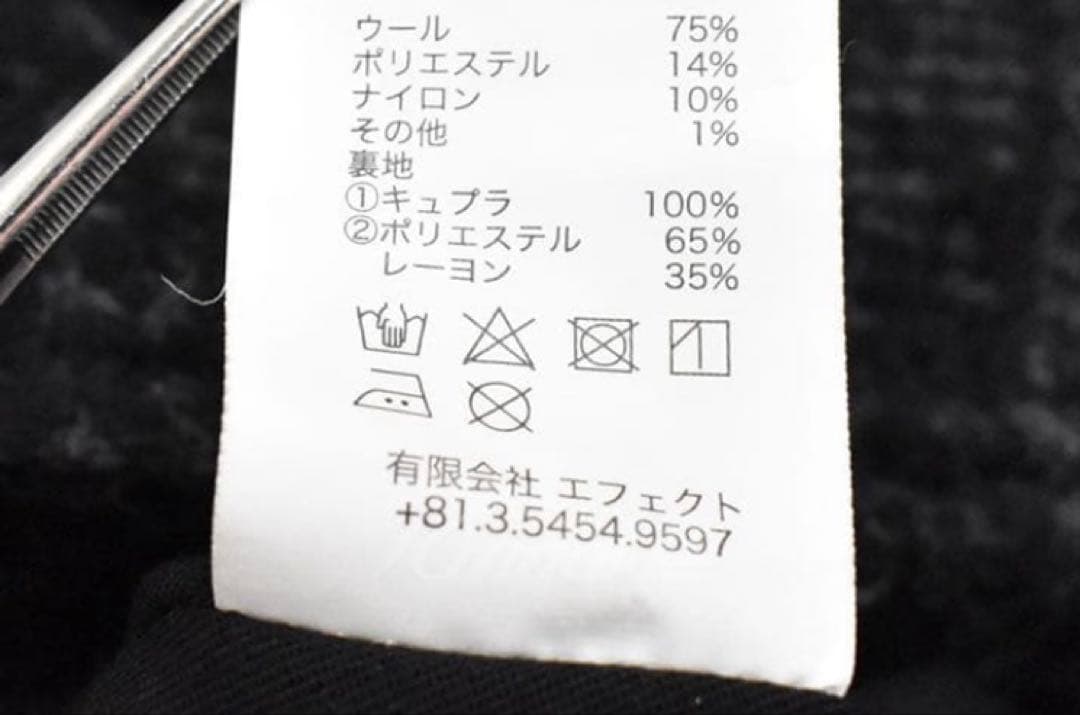 ウール 75%
ポリエステル 14%
ナイロン 10%
その他 1%
裏地
①キュプラ 100%
②ポリエステル 65%
レーヨン 35%
有限会社 エフェクト
+81.3.5454.9597